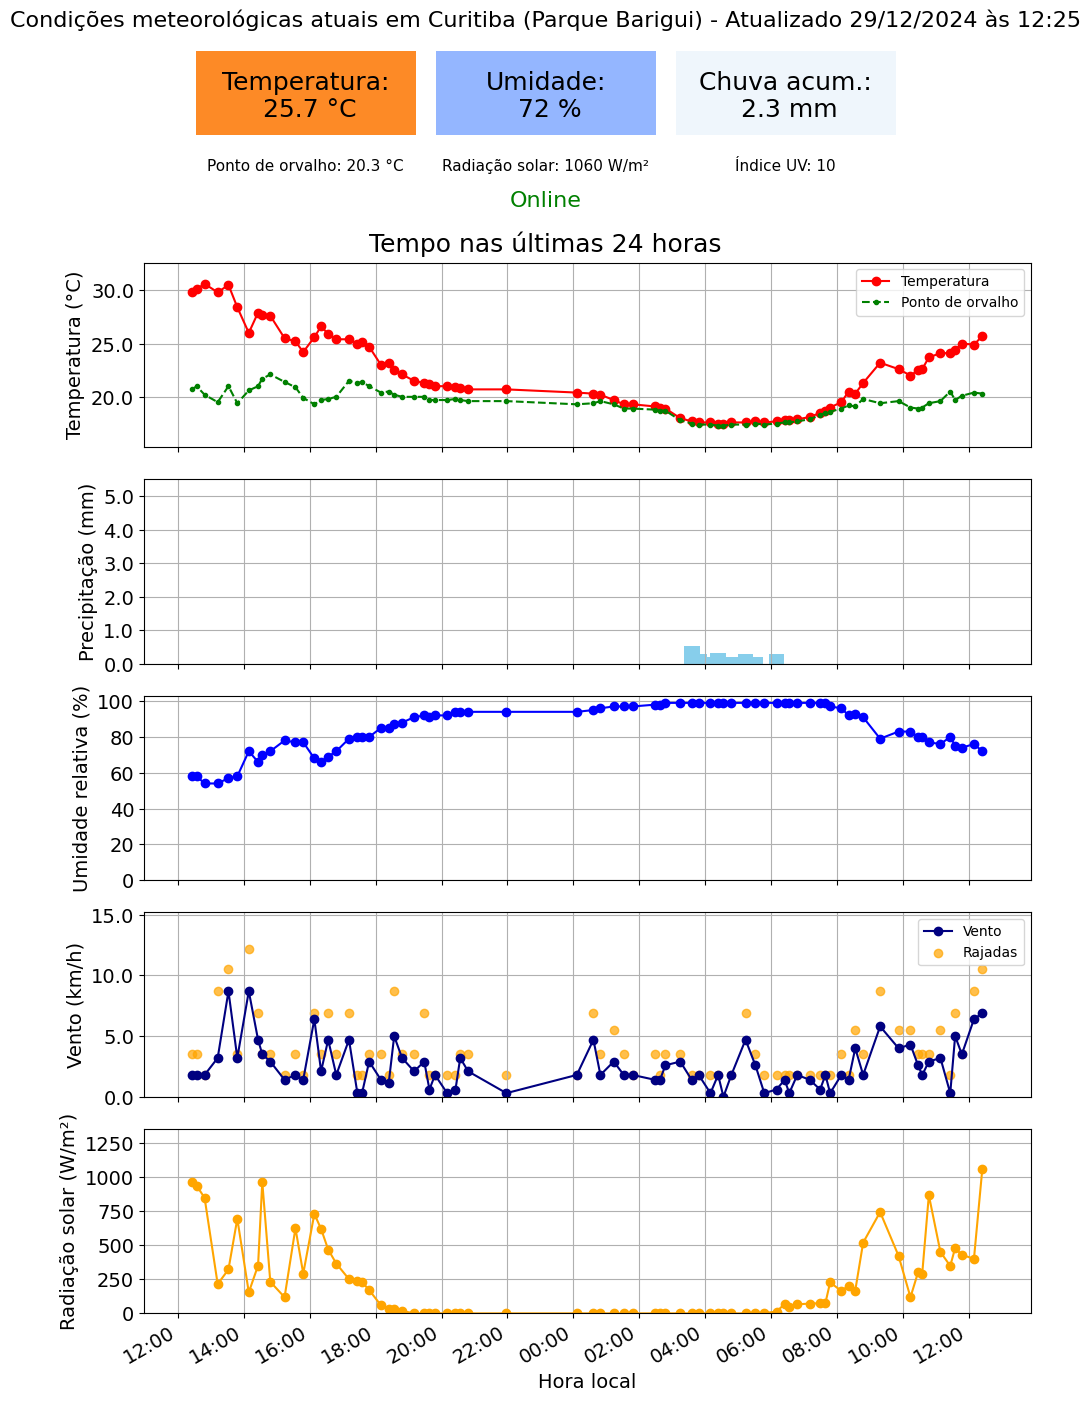 Condições meteorológicas atuais em Curitiba (Parque Barigui) - Atualizado 29/12/2024 às 12:25
Temperatura:
25.7 °C
Umidade:
72 %
Chuva acum.:
2.3 mm
Ponto de orvalho: 20.3 °C
Radiação solar: 1060 W/m²
Índice UV: 10
Online
Tempo nas últimas 24 horas
Temperatura (°C)
30.0
25.0
20.0
Temperatura
Ponto de orvalho
Precipitação (mm)
5.0
4.0
3.0
2.0
1.0
0.0
Umidade relativa (%)
100
80
60
40
20
0
Vento (km/h)
15.0
10.0
5.0
0.0
Vento
Rajadas
Radiação solar (W/m²)
1250
1000
750
500
250
0
12:00
14:00
16:00
18:00
20:00
22:00
00:00
02:00
04:00
06:00
08:00
10:00
12:00
Hora local